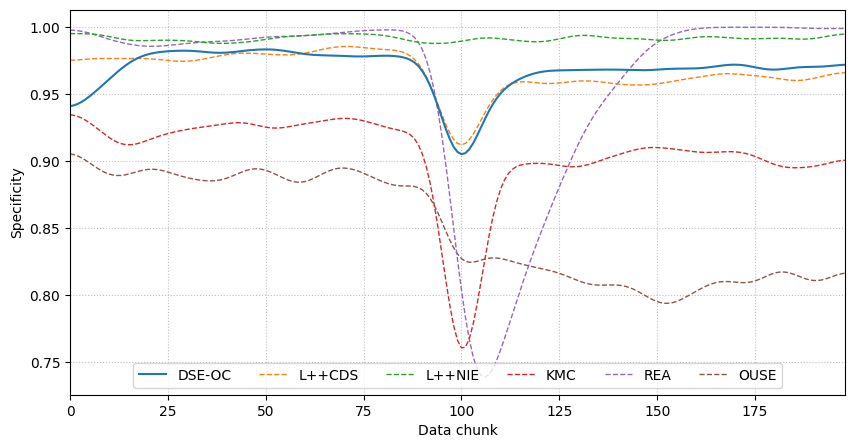 Specificity
1.00
0.95
0.90
0.85
0.80
0.75
DSE-OC L++CDS L++NIE KMC REA OUSE
0 25 50 75 100 125 150 175
Data chunk